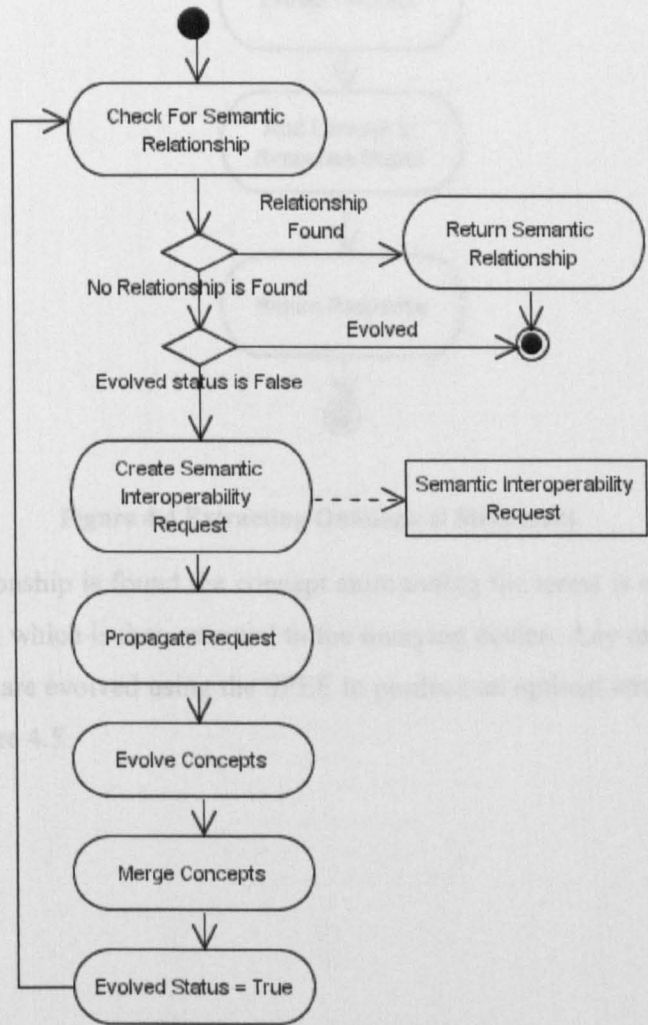 Check For Semantic
Relationship
Relationship
Found
Return Semantic
Relationship
No Relationship is Found
Evolved
Evolved status is False
Create Semantic
Interoperability
Request
Semantic Interoperability
Request
Propagate Request
Evolve Concepts
Merge Concepts
Evolved Status = True